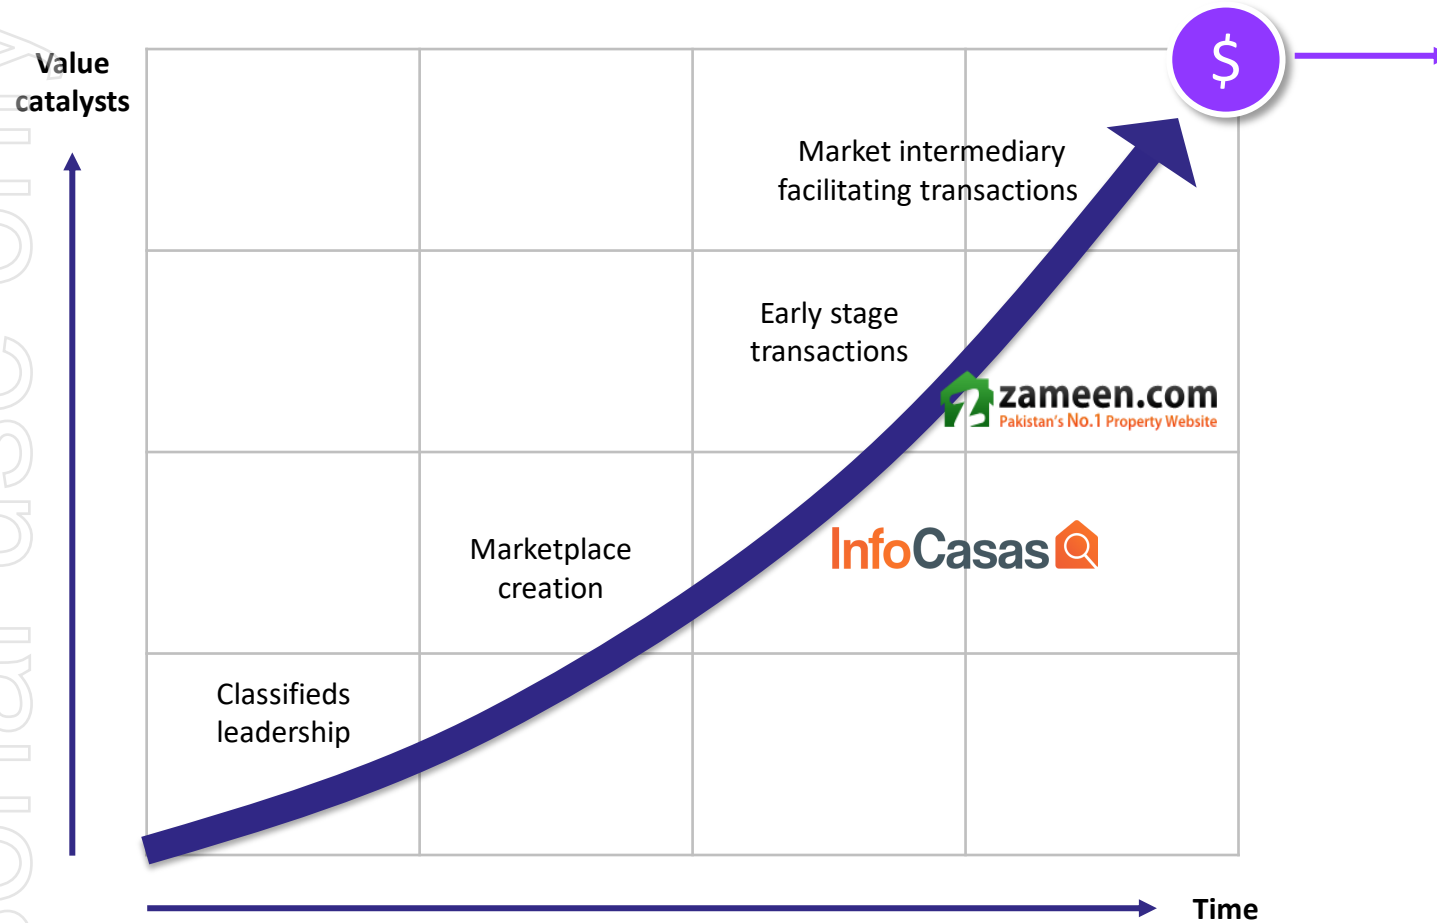 Value
catalysts
$
Market intermediary
facilitating transactions
Early stage
transactions
zameen.com
Pakistan's No.1 Property Website
InfoCasas
Marketplace
creation
Classifieds
leadership
Time